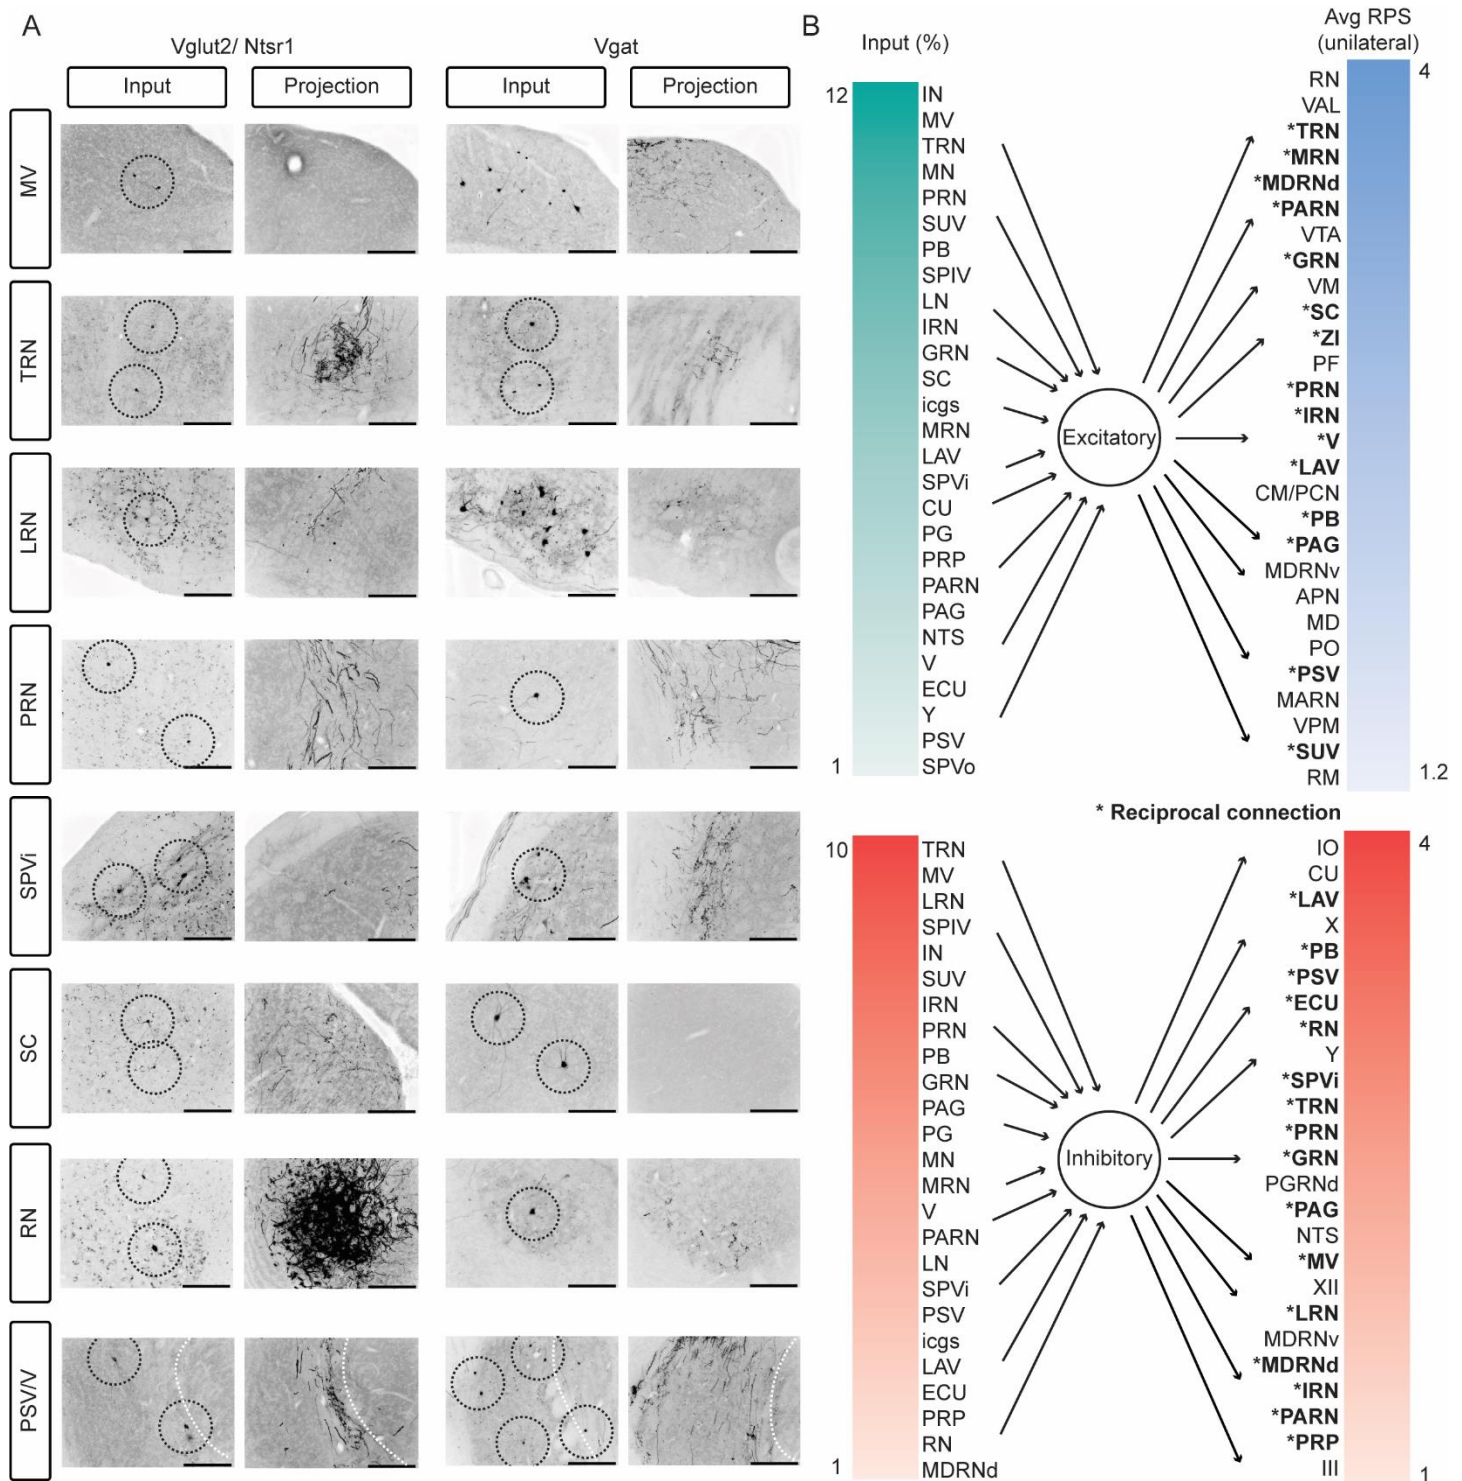 A
Vglut2/ Ntsr1
Vgat
Input
Projection
Input
Projection
MV
TRN
LRN
PRN
SPVi
SC
RN
PSV/V
B
Input (%)
Avg RPS
(unilateral)
12
1
IN
MV
TRN
MN
PRN
SUV
PB
SPIV
LN
IRN
GRN
SC
icgs
MRN
LAV
SPVi
CU
PG
PRP
PARN
PAG
NTS
V
ECU
Y
PSV
SPVo
Excitatory
RN
VAL
*TRN
*MRN
*MDRNd
*PARN
VTA
*GRN
VM
*SC
*ZI
PF
*PRN
*IRN
*V
*LAV
CM/PCN
*PB
*PAG
MDRNv
APN
MD
PO
*PSV
MARN
VPM
*SUV
RM
4
1.2
* Reciprocal connection
10
1
TRN
MV
LRN
SPIV
IN
SUV
IRN
PRN
PB
GRN
PAG
PG
MN
MRN
V
PARN
LN
SPVi
PSV
icgs
LAV
ECU
PRP
RN
MDRNd
Inhibitory
IO
CU
*LAV
X
*PB
*PSV
*ECU
*RN
Y
*SPVi
*TRN
*PRN
*GRN
PGRNd
*PAG
NTS
*MV
XII
*LRN
MDRNv
*MDRNd
*IRN
*PARN
*PRP
III
4
1